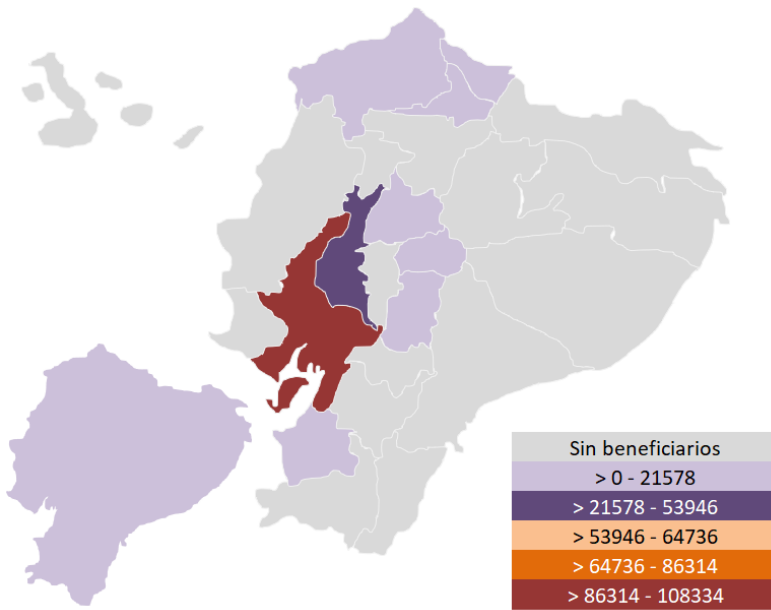 Sin beneficiarios
> 0 - 21578
> 21578 - 53946
> 53946 - 64736
> 64736 - 86314
> 86314 - 108334